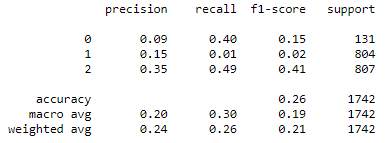 precision recall f1-score support
0 0.09 0.40 0.15 131
1 0.15 0.01 0.02 804
2 0.35 0.49 0.41 807
accuracy 0.26 1742
macro avg 0.20 0.30 0.19 1742
weighted avg 0.24 0.26 0.21 1742